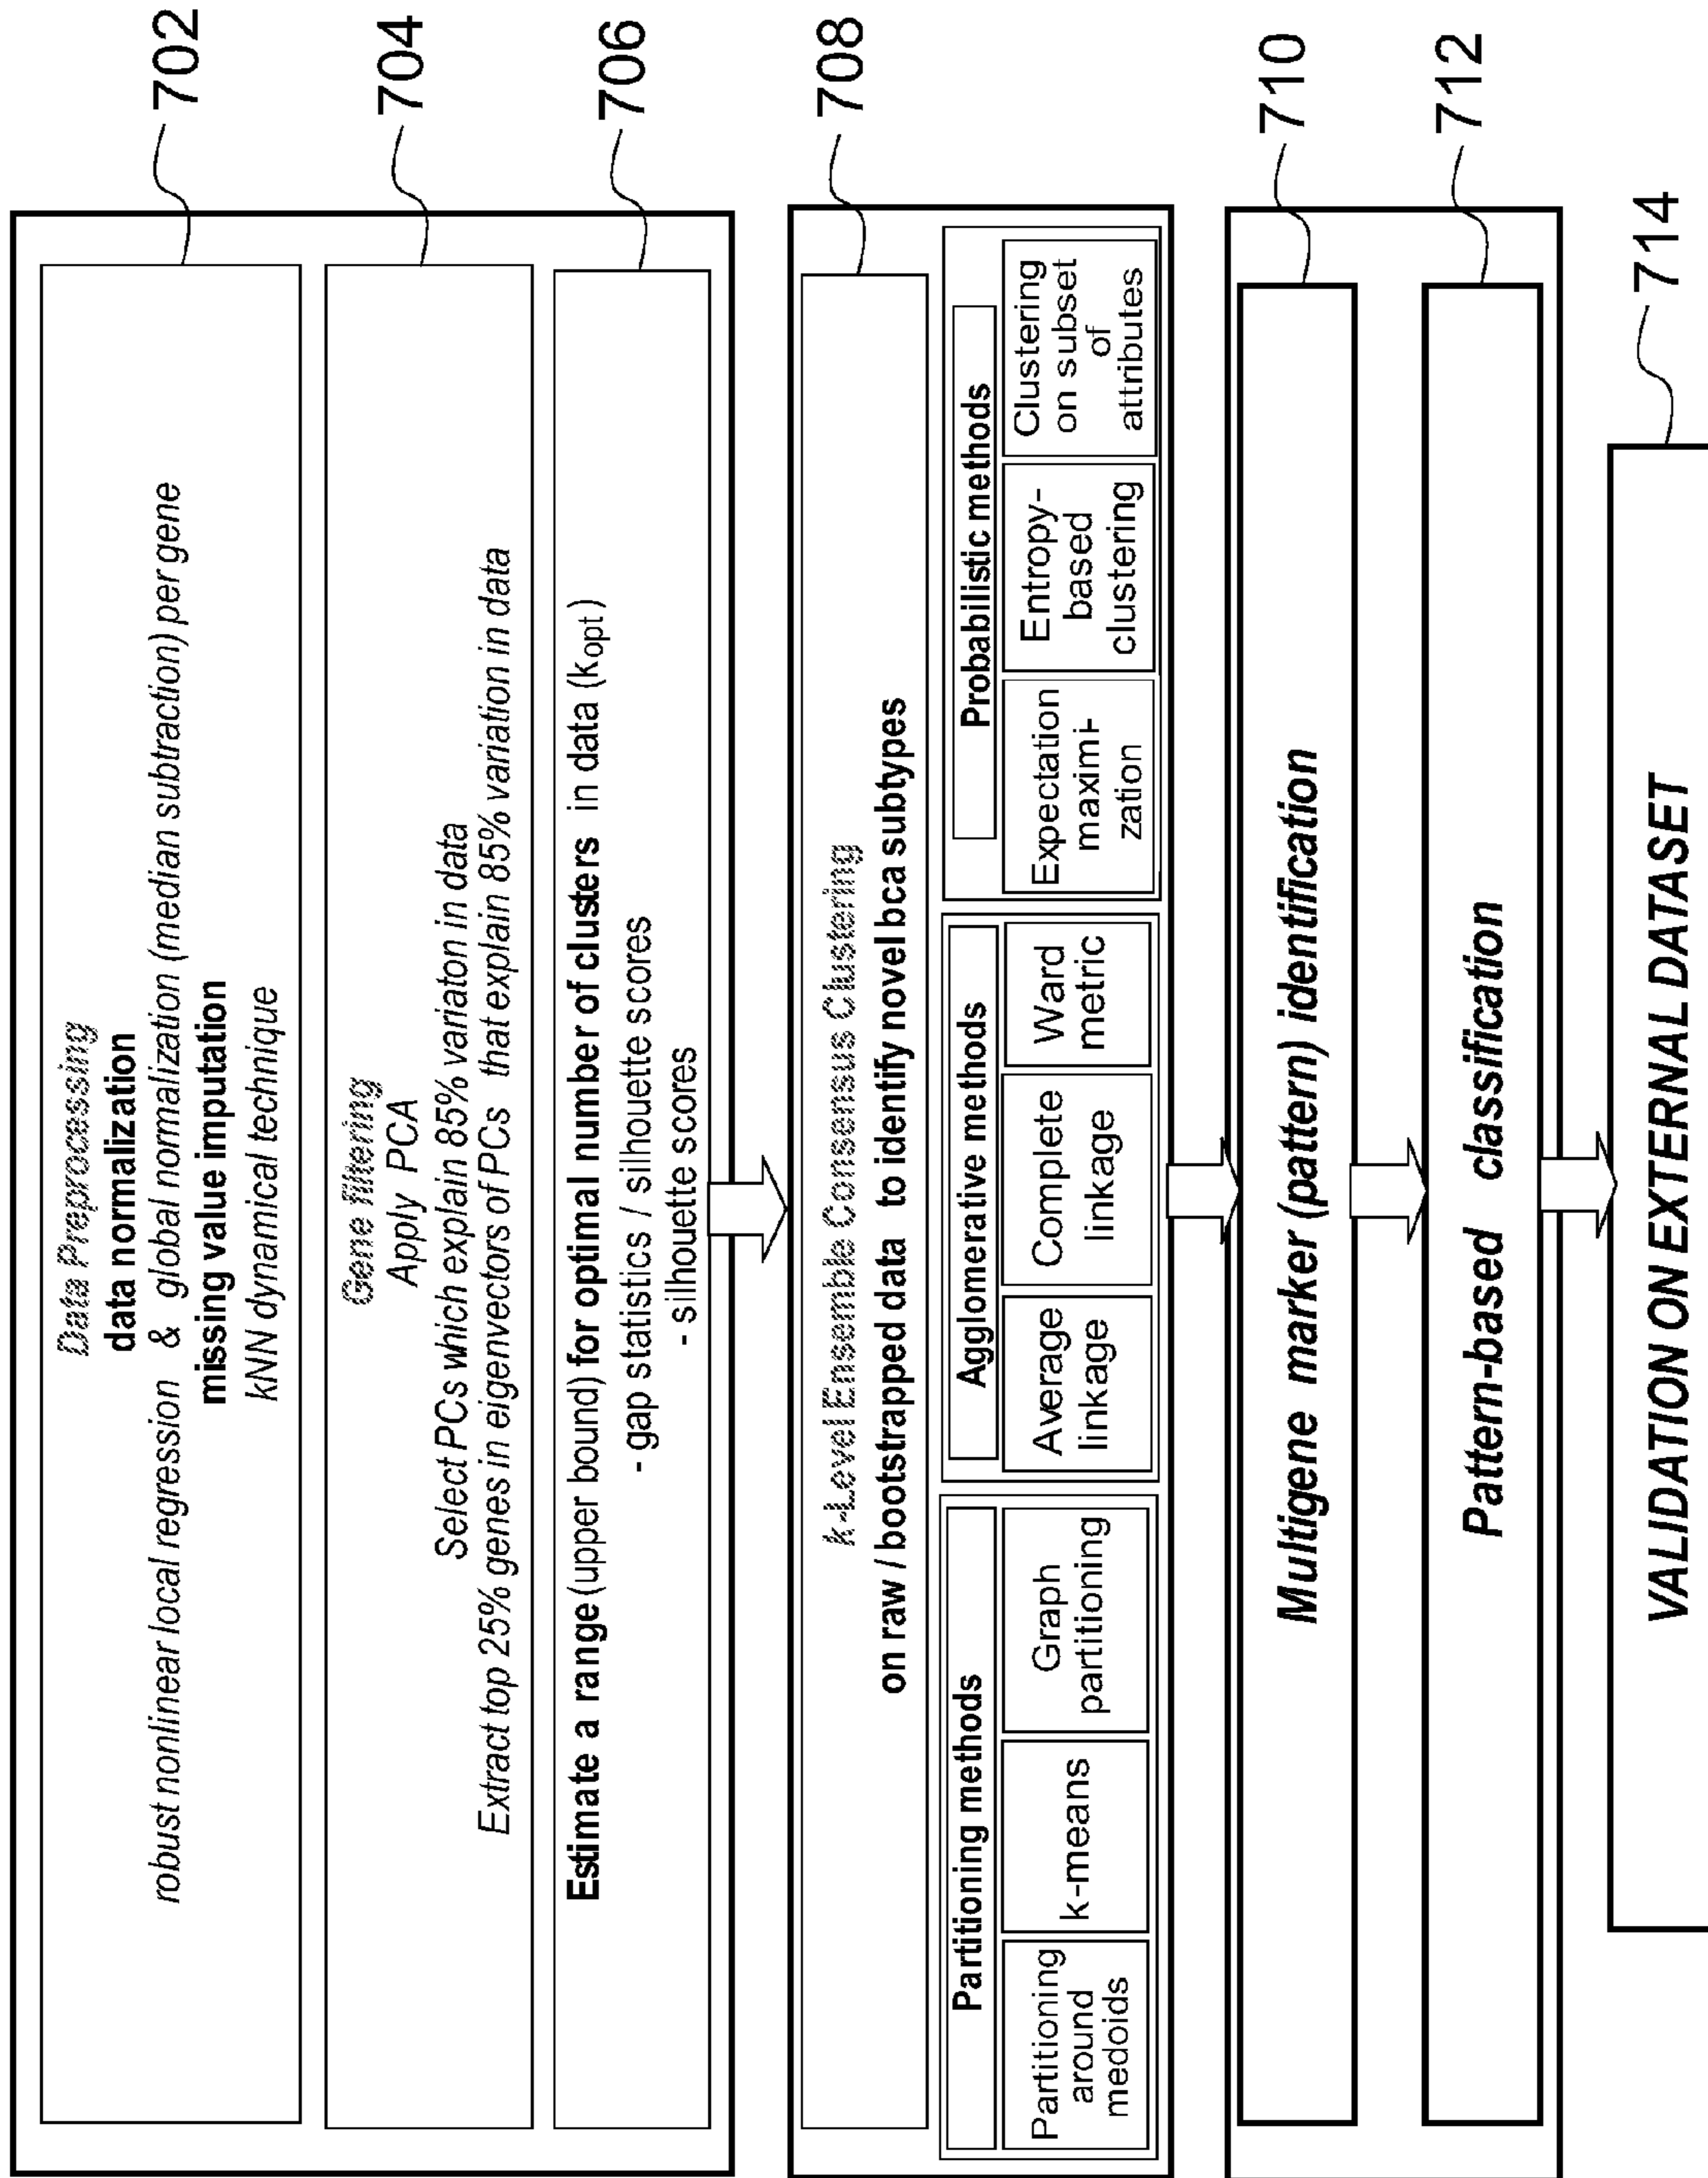 Data Preprocessing
702
data normalization
robust nonlinear local regression & global normalization (median subtraction) per gene
missing value imputation
kNN dynamical technique
Gene filtering
704
Apply PCA
Select PCs which explain 85% variaton in data
Extract top 25% genes in eigenvectors of PCs that explain 85% variation in data
Estimate a range (upper bound) for optimal number of clusters in data (kopt)
706
- gap statistics / silhouette scores
- silhouette scores
k-Level Ensemble Consensus Clustering
708
on raw / bootstrapped data to identify novel bca subtypes
Partitioning methods
Partitioning
around
medoids
k-means
Graph
partitioning
Agglomerative methods
Average
linkage
Complete
linkage
Ward
metric
Probabilistic methods
Expectation
maximi-
zation
Entropy-
based
clustering
Clustering
on subset
of
attributes
Multigene marker (pattern) identification
710
Pattern-based classification
712
VALIDATION ON EXTERNAL DATASET
714